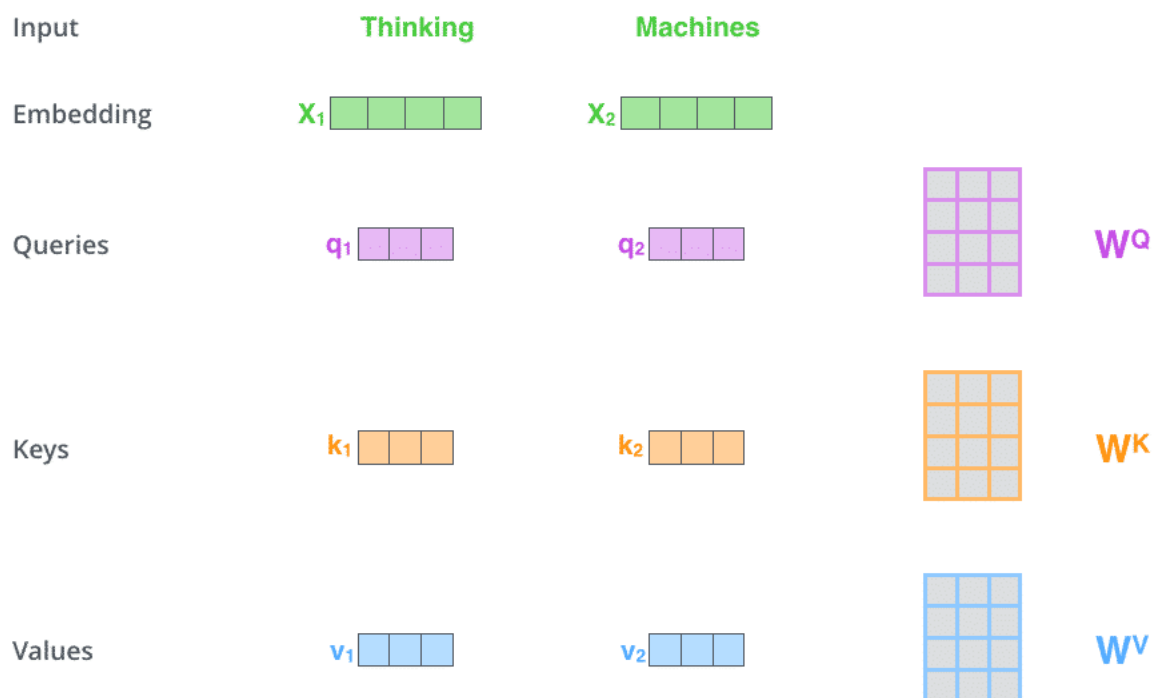 Input Thinking Machines
Embedding X1 X2
Queries q1 q2 WQ
Keys k1 k2 WK
Values v1 v2 WV